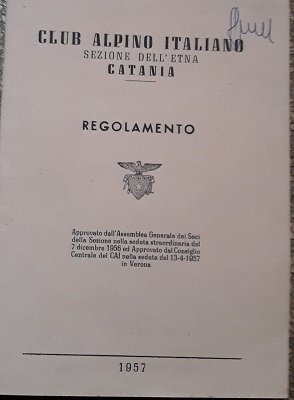 CLUB ALPINO ITALIANO
SEZIONE DELL'ETNA
CATANIA
REGOLAMENTO
Approvato dall'Assemblea Generale dei Soci
della Sezione nella seduta straordinaria del
7 dicembre 1956 ed Approvato dal Consiglio
Centrale del CAI nella seduta del 13-4-1957
in Verona
1957